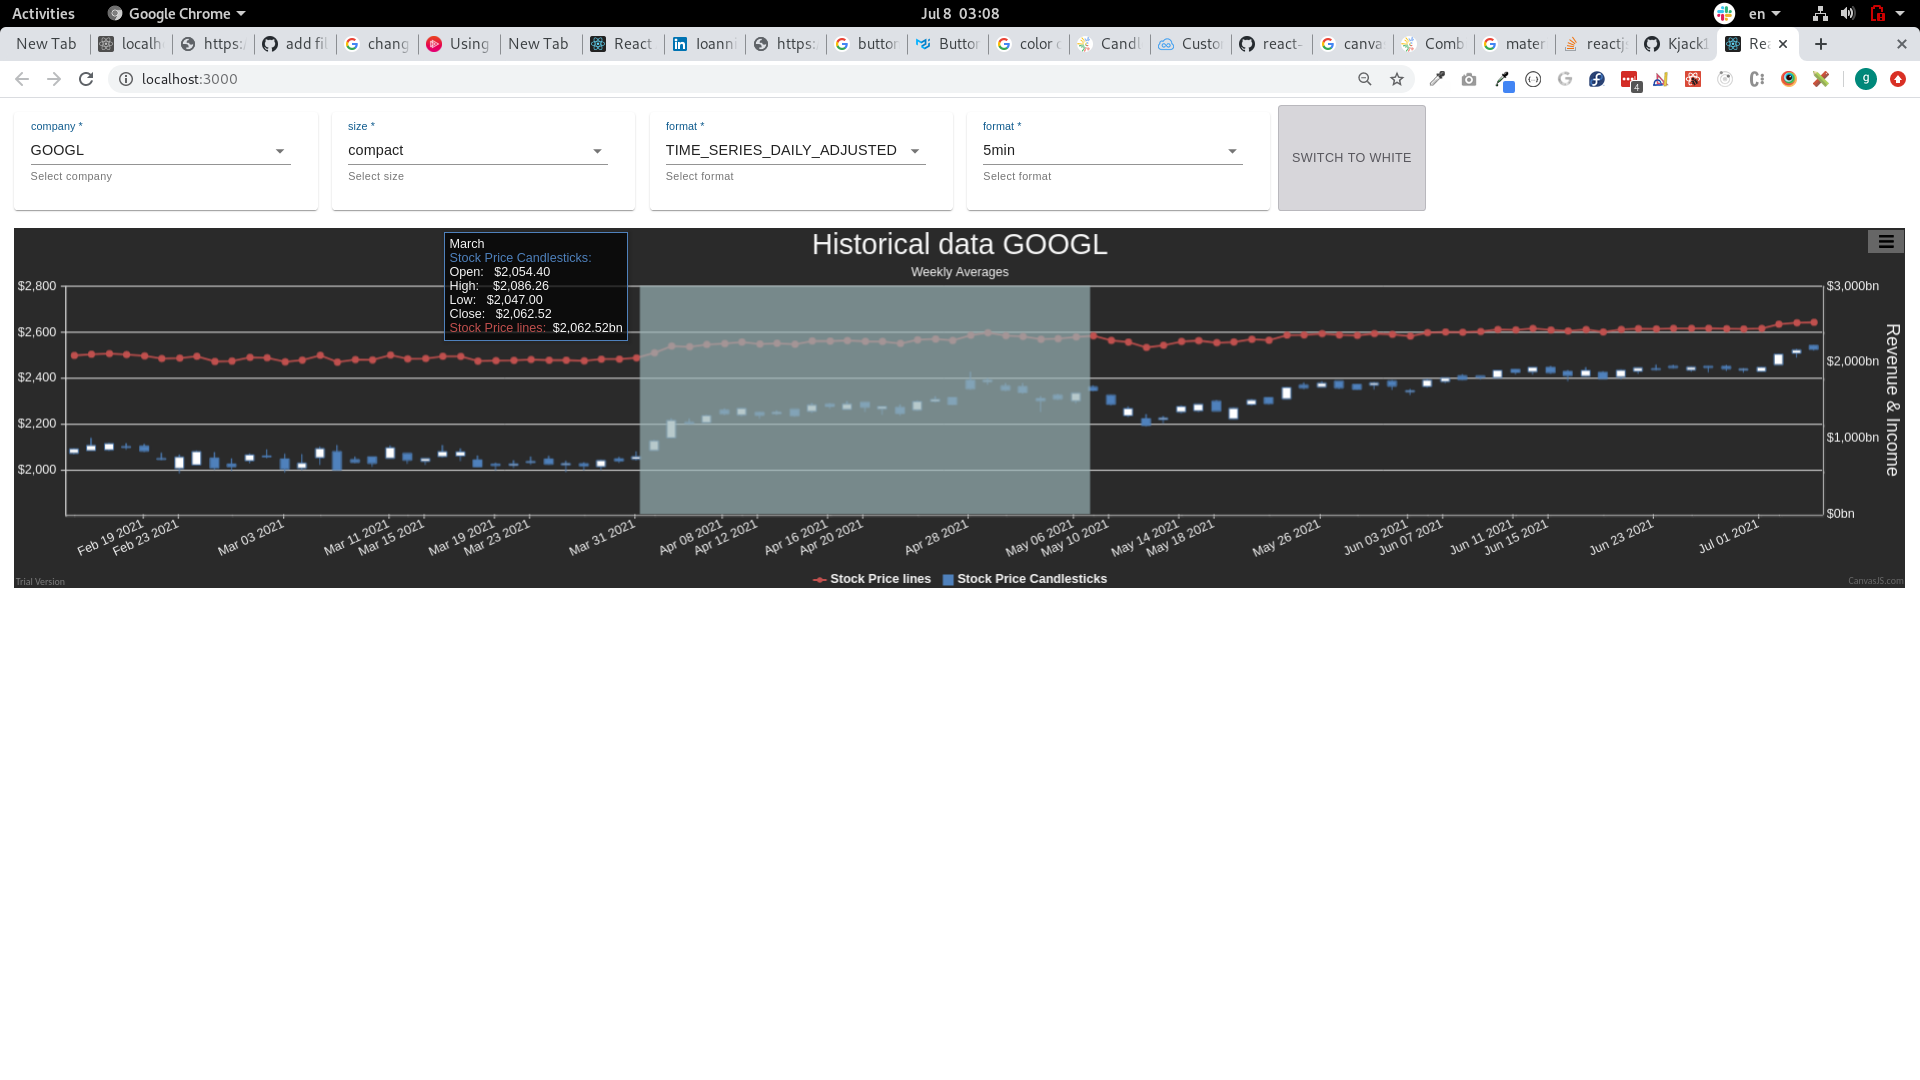 Activities Google Chrome Jul 8 03:08 en
New Tab localh https:/ add fil chang Using New Tab React Ioanni https:/ button Button color c Candl Custo react- canva Comb mater reactjs Kjack1 Rea
localhost:3000 4 g
company * size * format * format *
GOOGL compact TIME_SERIES_DAILY_ADJUSTED 5min SWITCH TO WHITE
Select company Select size Select format Select format
Historical data GOOGL
Weekly Averages
March
Stock Price Candlesticks:
Open: $2,054.40
High: $2,086.26
Low: $2,047.00
Close: $2,062.52
Stock Price lines: $2,062.52bn
$2,800
$2,600
$2,400
$2,200
$2,000
$3,000bn
$2,000bn
$1,000bn
$0bn
Revenue & Income
Feb 19 2021 Feb 23 2021 Mar 03 2021 Mar 11 2021 Mar 15 2021 Mar 19 2021 Mar 23 2021 Mar 31 2021 Apr 08 2021 Apr 12 2021 Apr 16 2021 Apr 20 2021 Apr 28 2021 May 06 2021 May 10 2021 May 14 2021 May 18 2021 May 26 2021 Jun 03 2021 Jun 07 2021 Jun 11 2021 Jun 15 2021 Jun 23 2021 Jul 01 2021
Stock Price lines Stock Price Candlesticks
Trial Version CanvasJS.com